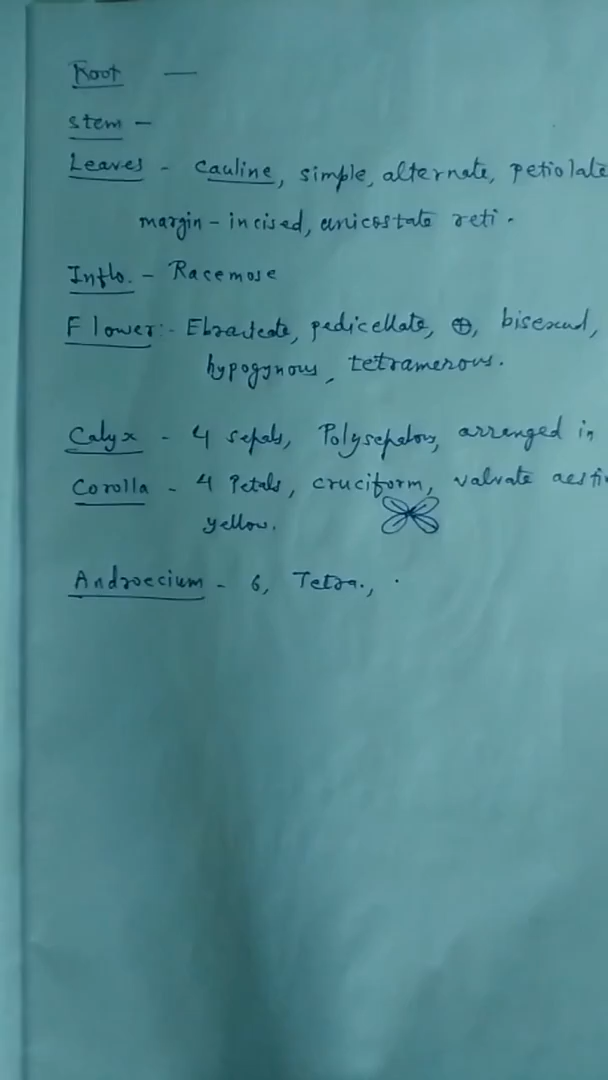 Root —
Stem —
Leaves - cauline, simple, alternate, petiolate
margin - incised, unicostate reti.
Inflo. - Racemose
Flower:- Ebracteate, pedicellate, ⊕, bisexual,
hypogynous, tetramerous.
Calyx - 4 sepals, Polysepalous, arranged in
Corolla - 4 Petals, cruciform, valvate aesti
yellow.
Androecium - 6, Tetra.,